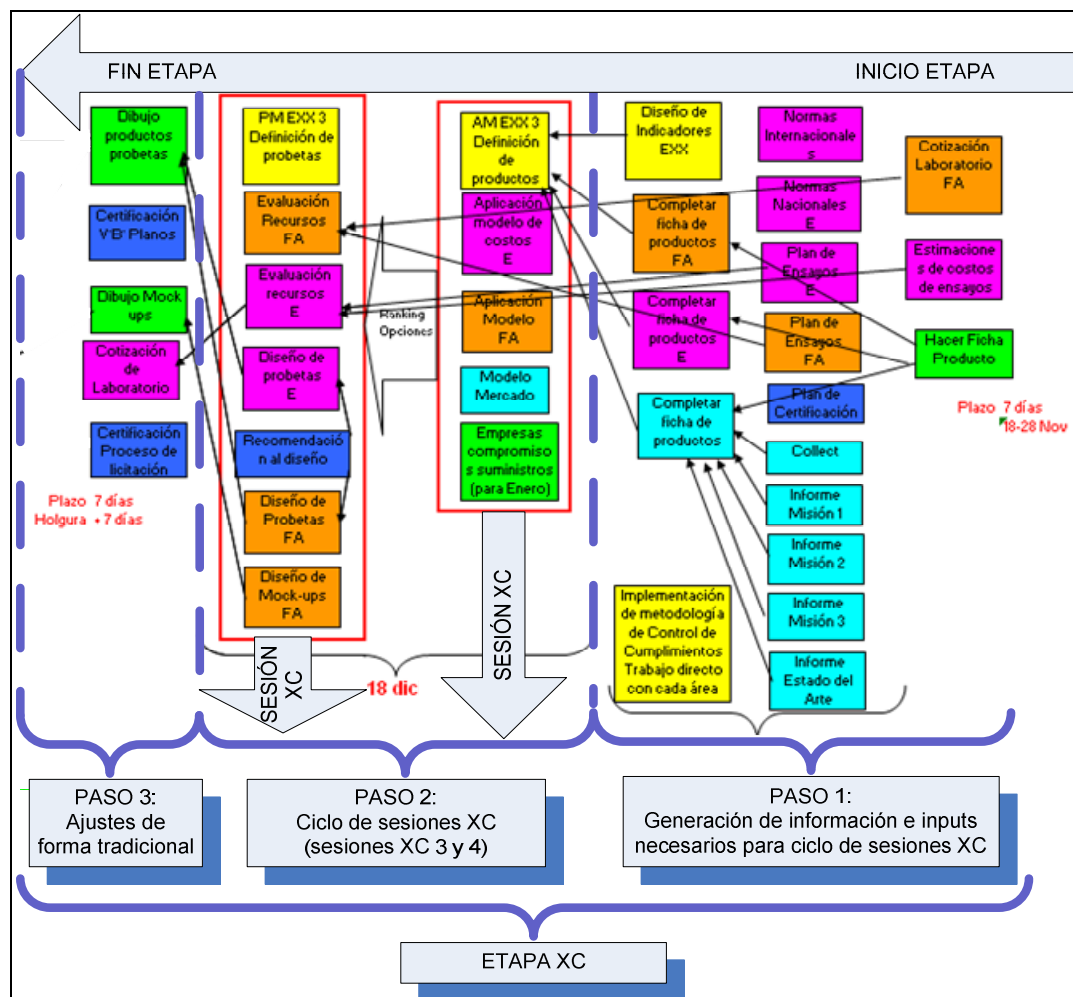 FIN ETAPA
INICIO ETAPA
Dibujo
productos
probetas
Certificación
V°B° Planos
Dibujo Mock
ups
Cotización
de
Laboratorio
Certificación
Proceso de
licitación
Plazo 7 días
Holgura + 7 días
PM EXX 3
Definición de
probetas
Evaluación
Recursos
FA
Evaluación
recursos
E
Diseño de
probetas E
Recomendació
n al diseño
Diseño de
Probetas
FA
Diseño de
Mock-ups
FA
Ranking
Opciones
AM EXX 3
Definición
de
productos
Aplicación
modelo de
costos
E
Aplicación
Modelo
FA
Modelo
Mercado
Empresas
compromiso
s suministros
(para Enero)
Diseño de
Indicadores
EXX
Completar
ficha de
productos FA
Completar
ficha de
productos E
Completar
ficha de
productos
Implementación
de metodología
de Control de
Cumplimientos
Trabajo directo
con cada área
Normas
Internacionale
s
Normas
Nacionales
E
Plan de
Ensagos
E
Plan de
Ensagos
FA
Plan de
Certificación
Collect
Informe
Misión 1
Informe
Misión 2
Informe
Misión 3
Informe
Estado del
Arte
Cotización
Laboratorio
FA
Estimacione
s de costos
de ensagos
Hacer Ficha
Producto
Plazo 7 días
18-28 Nov
SESIÓN
XC
18 dic
SESIÓN XC
PASO 3:
Ajustes de
forma tradicional
PASO 2:
Ciclo de sesiones XC
(sesiones XC 3 y 4)
PASO 1:
Generación de información e inputs
necesarios para ciclo de sesiones XC
ETAPA XC